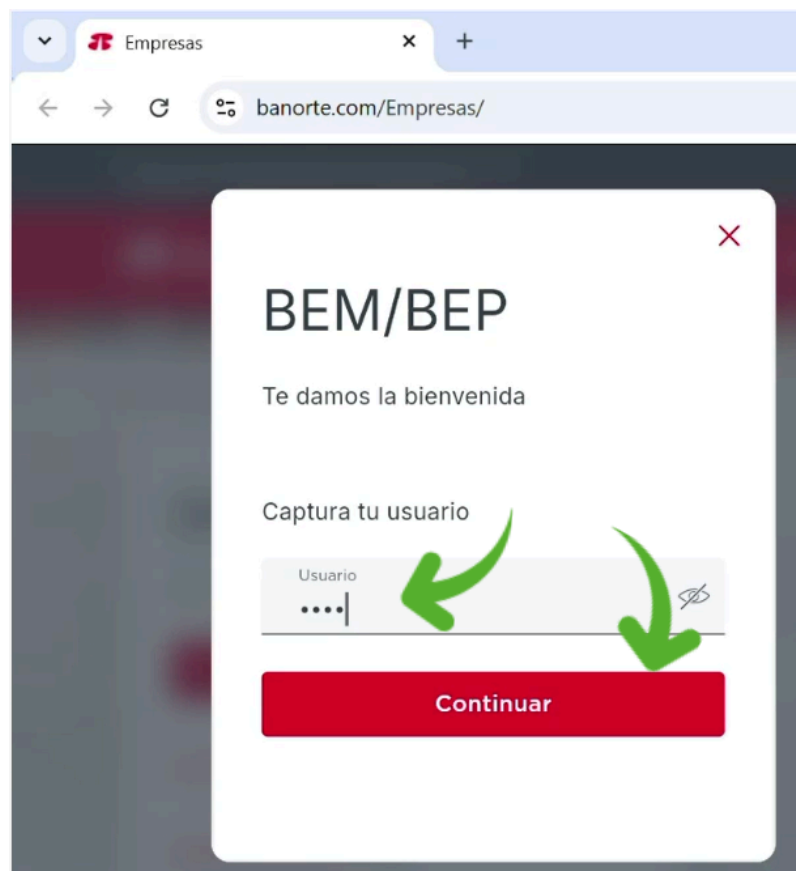 Empresas
banorte.com/Empresas/
BEM/BEP
Te damos la bienvenida
Captura tu usuario
Usuario
••••
Continuar